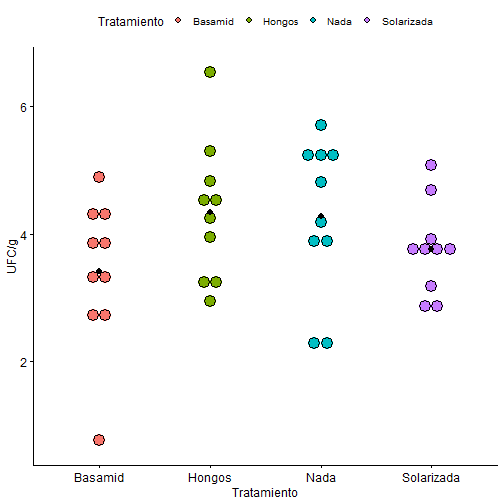 Tratamiento Basamid Hongos Nada Solarizada
6
4
2
UFC/g
Basamid Hongos Nada Solarizada
Tratamiento